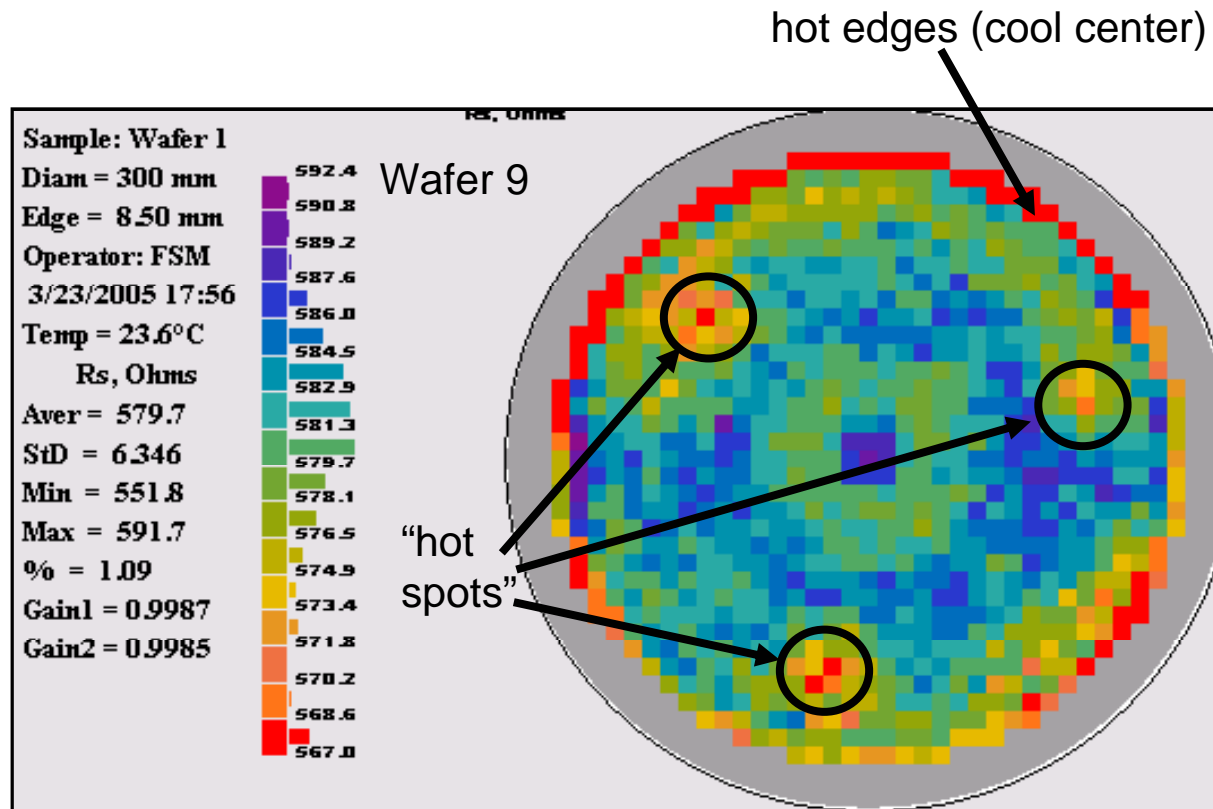 hot edges (cool center)
Rs, Ohms
Sample: Wafer 1
Diam = 300 mm
Edge = 8.50 mm
Operator: FSM
3/23/2005 17:56
Temp = 23.6°C
Rs, Ohms
Aver = 579.7
StD = 6.346
Min = 551.8
Max = 591.7
% = 1.09
Gain1 = 0.9987
Gain2 = 0.9985
592.4
590.8
589.2
587.6
586.0
584.5
582.9
581.3
579.7
578.1
576.5
574.9
573.4
571.8
570.2
568.6
567.0
Wafer 9
“hot
spots”